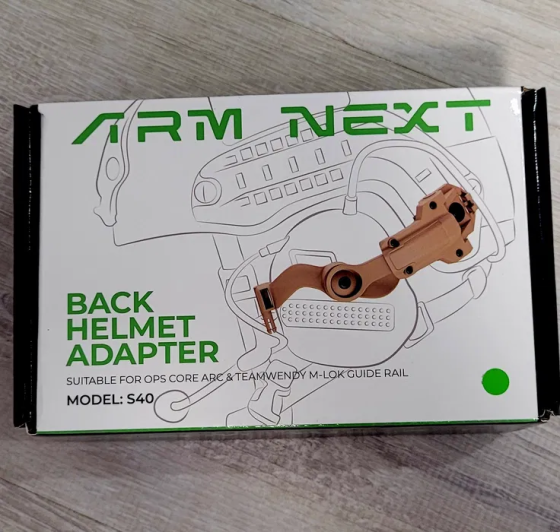 ARM NEXT
BACK
HELMET
ADAPTER
SUITABLE FOR OPS CORE ARC & TEAMWENDY M-LOK GUIDE RAIL
MODEL: S40